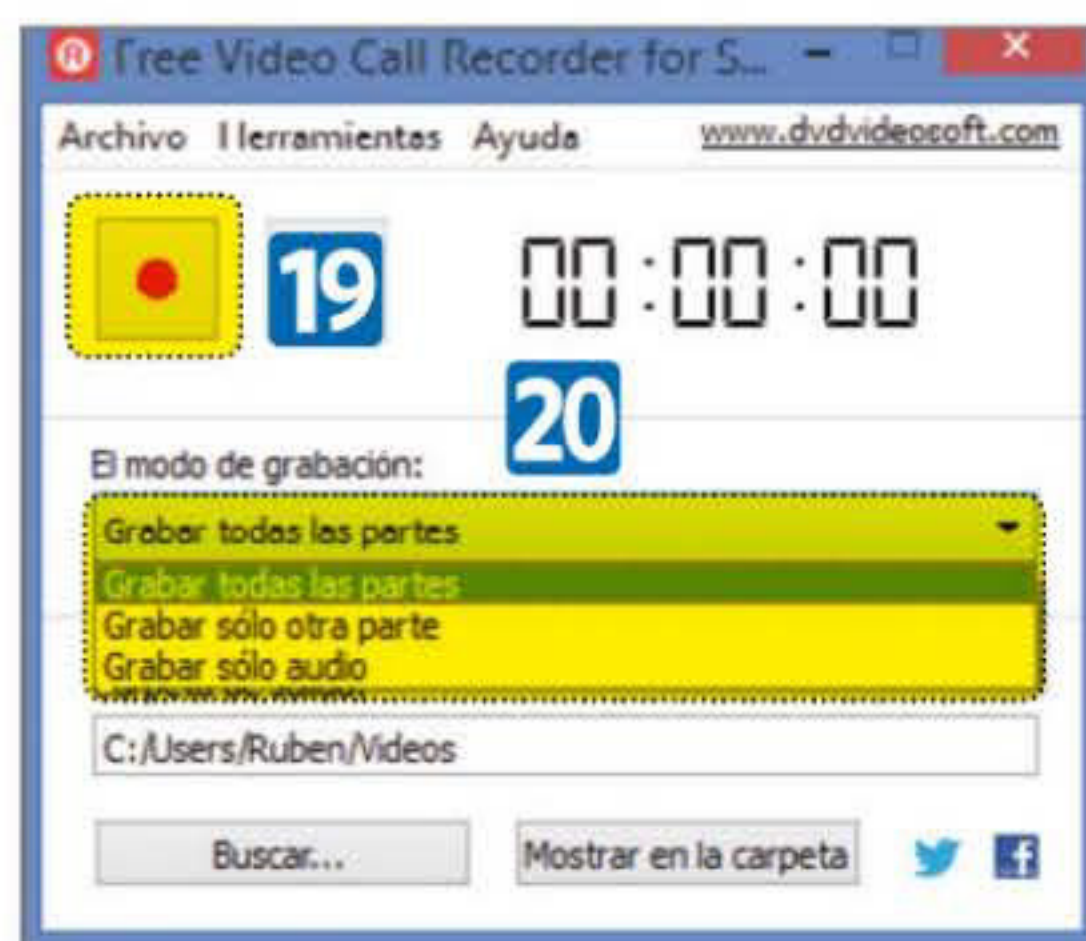 Free Video Call Recorder for S...
Archivo Herramientas Ayuda www.dvdvideosoft.com
19 00:00:00
20
El modo de grabación:
Grabar todas las partes
Grabar todas las partes
Grabar sólo otra parte
Grabar sólo audio
C:/Users/Ruben/Videos
Buscar... Mostrar en la carpeta